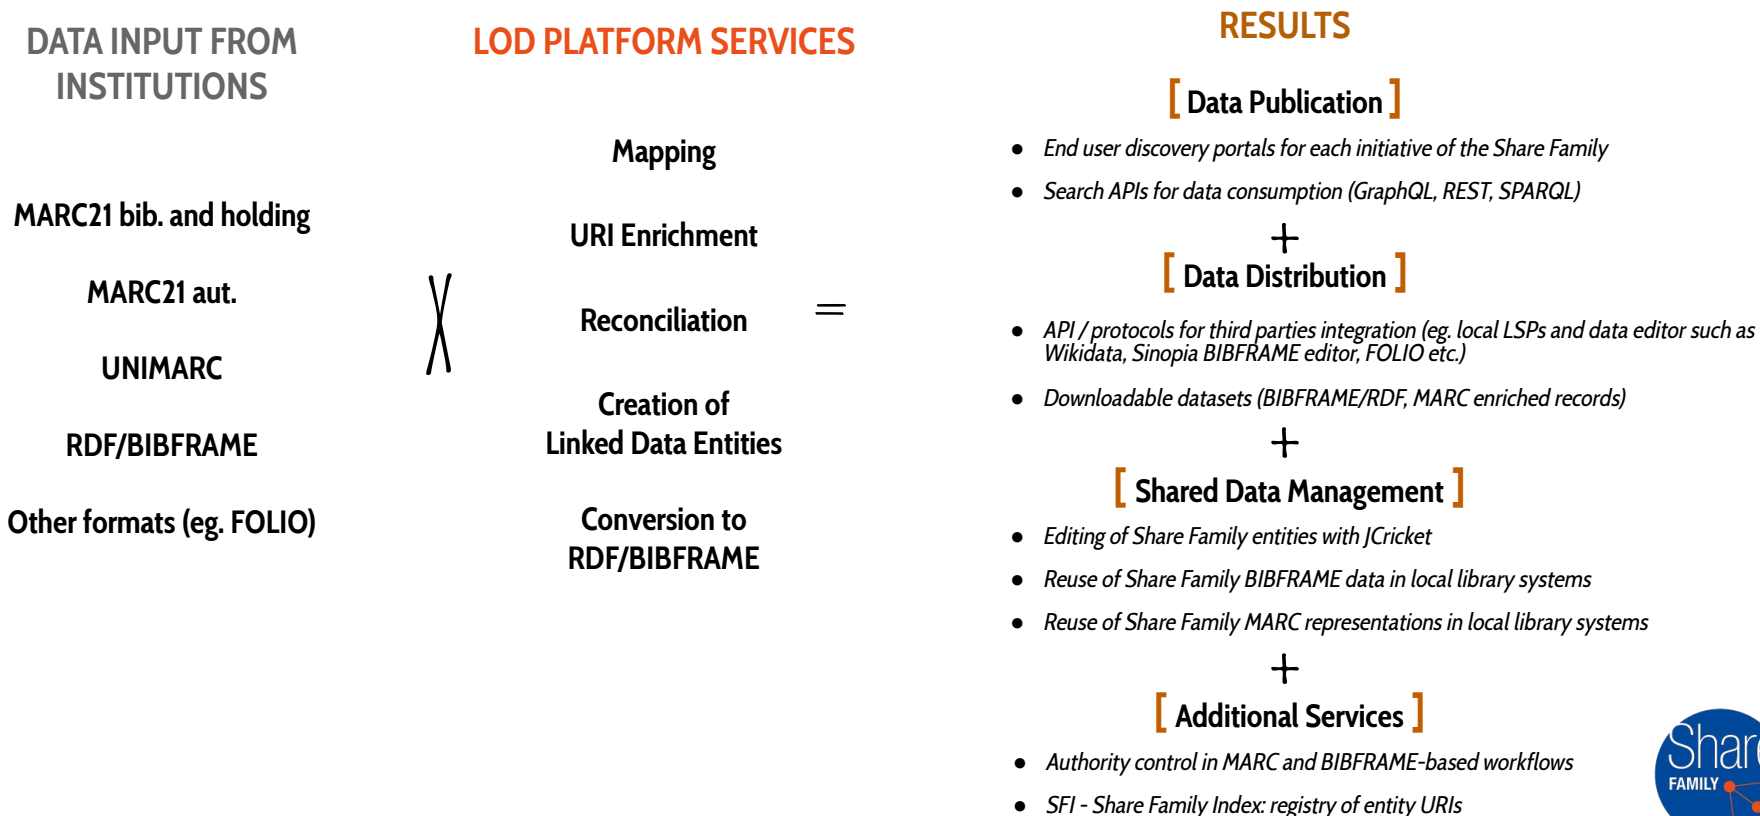 DATA INPUT FROM
INSTITUTIONS
MARC21 bib. and holding
MARC21 aut.
UNIMARC
RDF/BIBFRAME
Other formats (eg. FOLIO)
X
LOD PLATFORM SERVICES
Mapping
URI Enrichment
Reconciliation
Creation of
Linked Data Entities
Conversion to
RDF/BIBFRAME
=
RESULTS
[ Data Publication ]
● End user discovery portals for each initiative of the Share Family
● Search APIs for data consumption (GraphQL, REST, SPARQL)
+
[ Data Distribution ]
● API / protocols for third parties integration (eg. local LSPs and data editor such as
Wikidata, Sinopia BIBFRAME editor, FOLIO etc.)
● Downloadable datasets (BIBFRAME/RDF, MARC enriched records)
+
[ Shared Data Management ]
● Editing of Share Family entities with JCricket
● Reuse of Share Family BIBFRAME data in local library systems
● Reuse of Share Family MARC representations in local library systems
+
[ Additional Services ]
● Authority control in MARC and BIBFRAME-based workflows
● SFI - Share Family Index: registry of entity URIs
Share
FAMILY